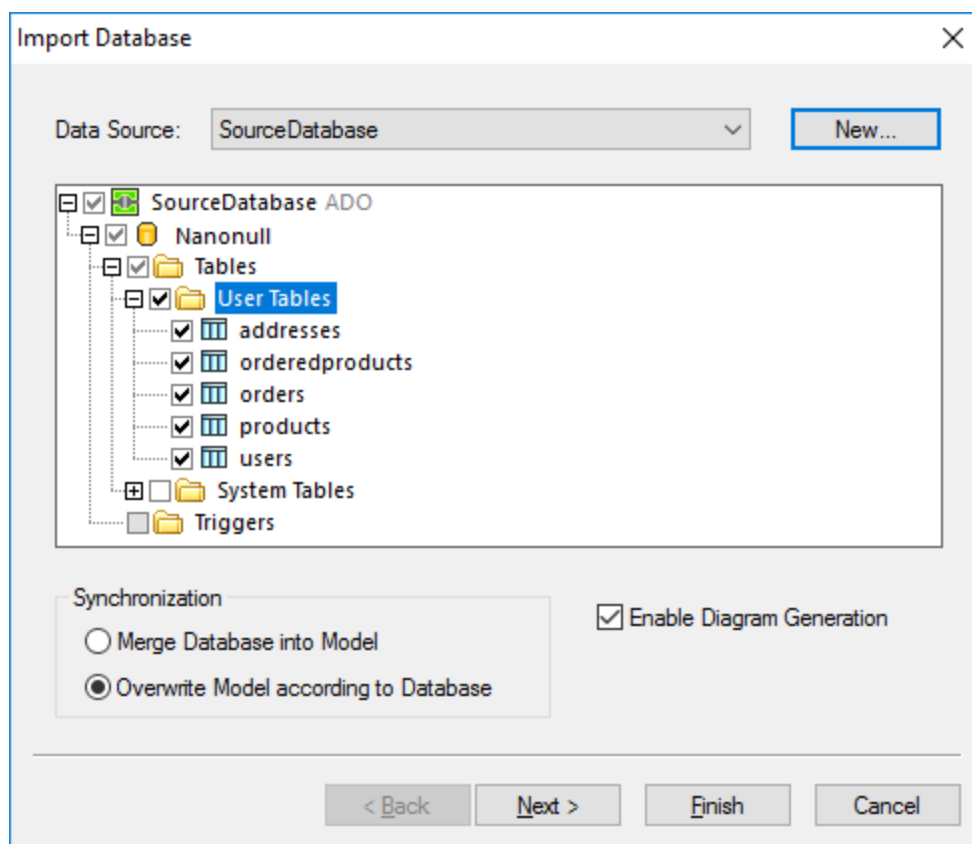 Import Database
Data Source: SourceDatabase New...
SourceDatabase ADO
Nanonull
Tables
User Tables
addresses
orderedproducts
orders
products
users
System Tables
Triggers
Synchronization
Merge Database into Model
Enable Diagram Generation
Overwrite Model according to Database
< Back Next > Finish Cancel